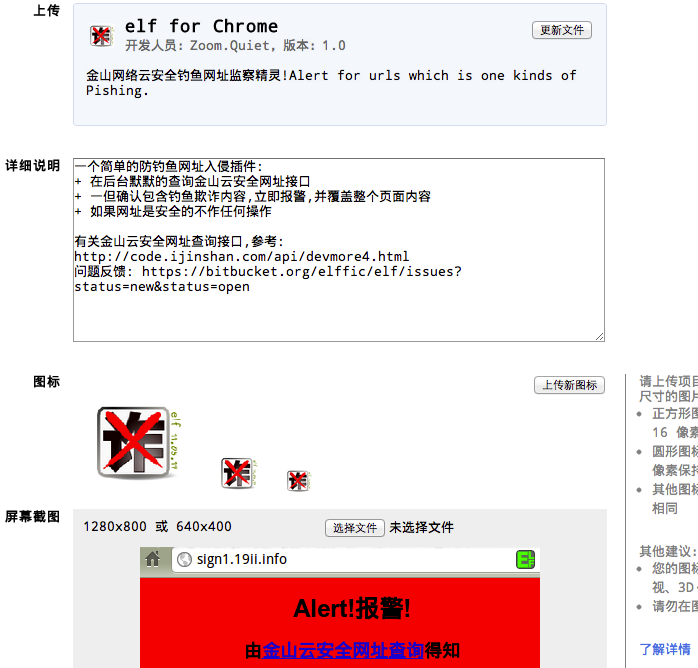 上传
elf for Chrome
开发人员: Zoom.Quiet, 版本: 1.0
更新文件
金山网络云安全钓鱼网址监察精灵!Alert for urls which is one kinds of
Pishing.
详细说明
一个简单的防钓鱼网址入侵插件:
+ 在后台默默的查询金山云安全网址接口
+ 一但确认包含钓鱼欺诈内容,立即报警,并覆盖整个页面内容
+ 如果网址是安全的不作任何操作
有关金山云安全网址查询接口,参考:
http://code.ijinshan.com/api/devmore4.html
问题反馈: https://bitbucket.org/elffic/elf/issues?
status=new&status=open
图标
上传新图标
诈
elf 11.05.11
请上传项目
尺寸的图片
• 正方形图
16 像素
• 圆形图标
像素保持
• 其他图标
相同
屏幕截图
1280x800 或 640x400
选择文件 未选择文件
sign1.19ii.info
Alert!报警!
由金山云安全网址查询得知
其他建议:
• 您的图标
视、3D
• 请勿在图
了解详情